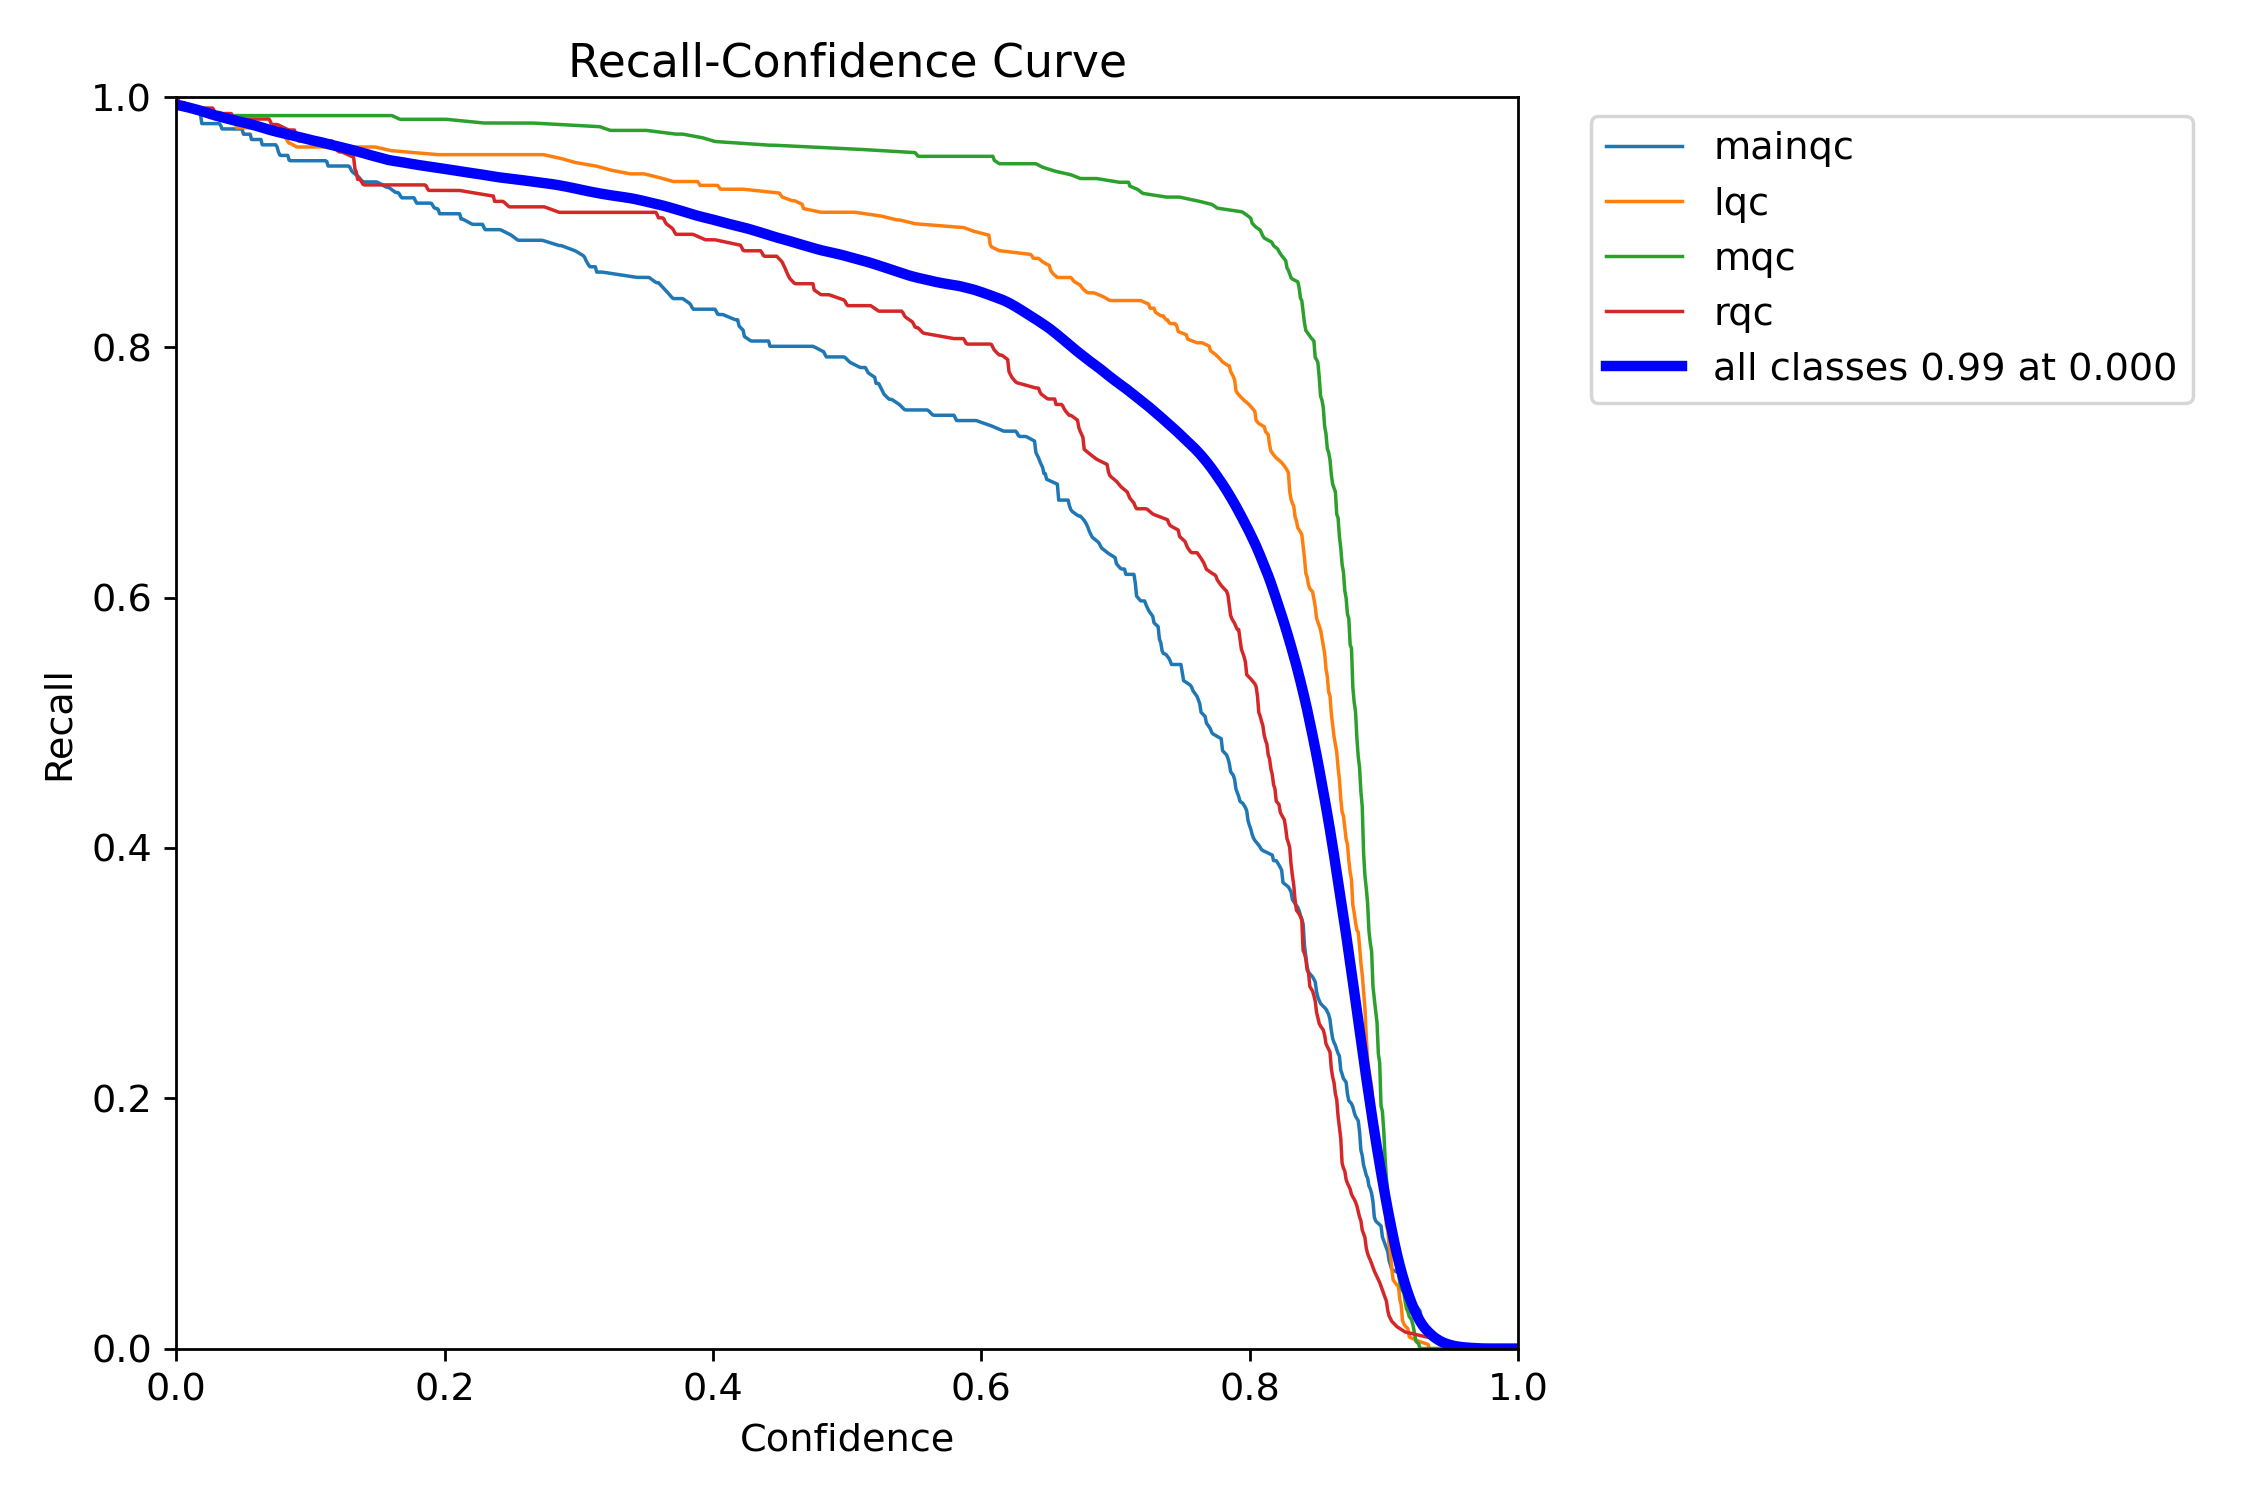 Recall-Confidence Curve
1.0
0.8
0.6
0.4
0.2
0.0
Recall
0.0 0.2 0.4 0.6 0.8 1.0
Confidence
mainqc
lqc
mqc
rqc
all classes 0.99 at 0.000